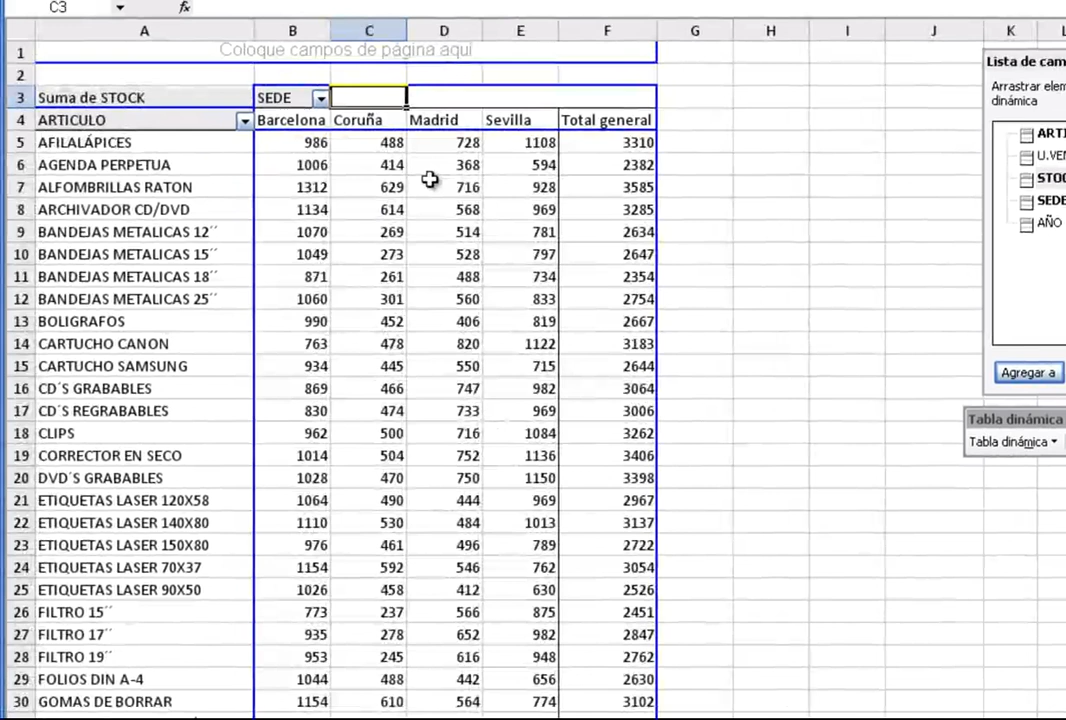 C3 fx
A B C D E F G H I J K L
1 Coloque campos de página aquí
2
3 Suma de STOCK SEDE
4 ARTICULO Barcelona Coruña Madrid Sevilla Total general
5 AFILALÁPICES 986 488 728 1108 3310
6 AGENDA PERPETUA 1006 414 368 594 2382
7 ALFOMBRILLAS RATON 1312 629 716 928 3585
8 ARCHIVADOR CD/DVD 1134 614 568 969 3285
9 BANDEJAS METALICAS 12´´ 1070 269 514 781 2634
10 BANDEJAS METALICAS 15´´ 1049 273 528 797 2647
11 BANDEJAS METALICAS 18´´ 871 261 488 734 2354
12 BANDEJAS METALICAS 25´´ 1060 301 560 833 2754
13 BOLIGRAFOS 990 452 406 819 2667
14 CARTUCHO CANON 763 478 820 1122 3183
15 CARTUCHO SAMSUNG 934 445 550 715 2644
16 CD´S GRABABLES 869 466 747 982 3064
17 CD´S REGRABABLES 830 474 733 969 3006
18 CLIPS 962 500 716 1084 3262
19 CORRECTOR EN SECO 1014 504 752 1136 3406
20 DVD´S GRABABLES 1028 470 750 1150 3398
21 ETIQUETAS LASER 120X58 1064 490 444 969 2967
22 ETIQUETAS LASER 140X80 1110 530 484 1013 3137
23 ETIQUETAS LASER 150X80 976 461 496 789 2722
24 ETIQUETAS LASER 70X37 1154 592 546 762 3054
25 ETIQUETAS LASER 90X50 1026 458 412 630 2526
26 FILTRO 15´´ 773 237 566 875 2451
27 FILTRO 17´´ 935 278 652 982 2847
28 FILTRO 19´´ 953 245 616 948 2762
29 FOLIOS DIN A-4 1044 488 442 656 2630
30 GOMAS DE BORRAR 1154 610 564 774 3102
Lista de cam
Arrastrar elem
dinámica
ARTI
U.VEN
STOC
SEDE
AÑO
Agregar a
Tabla dinámica
Tabla dinámica